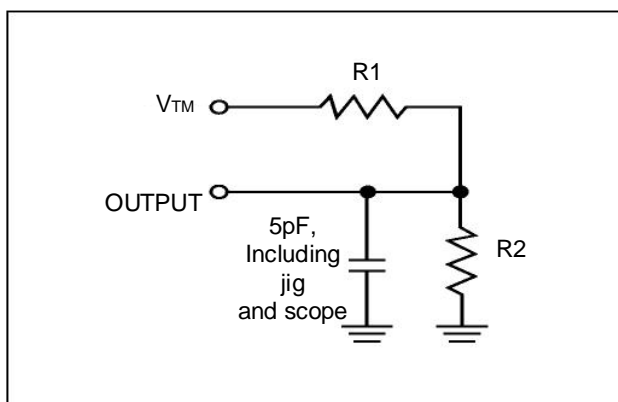 R1
VTM
OUTPUT
5pF,
Including
jig
and scope
R2